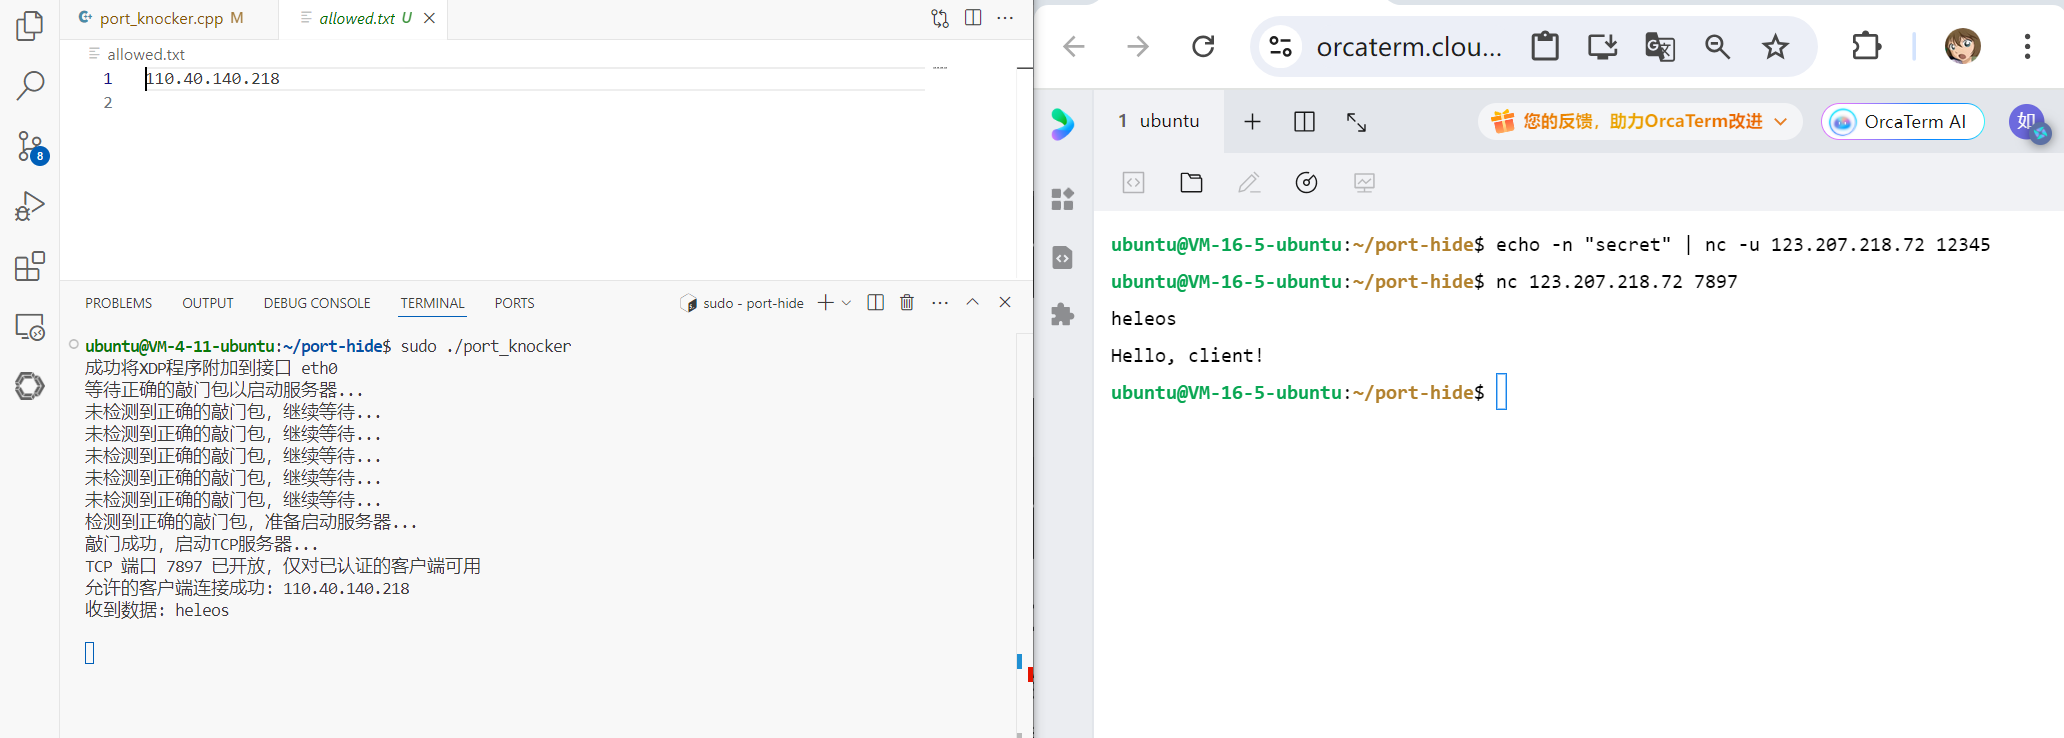 port_knocker.cpp M
allowed.txt U
allowed.txt
1 110.40.140.218
2
8
PROBLEMS OUTPUT DEBUG CONSOLE TERMINAL PORTS
sudo - port-hide
ubuntu@VM-4-11-ubuntu:~/port-hide$ sudo ./port_knocker
成功将XDP程序附加到接口 eth0
等待正确的敲门包以启动服务器...
未检测到正确的敲门包，继续等待...
未检测到正确的敲门包，继续等待...
未检测到正确的敲门包，继续等待...
未检测到正确的敲门包，继续等待...
未检测到正确的敲门包，继续等待...
检测到正确的敲门包，准备启动服务器...
敲门成功，启动TCP服务器...
TCP 端口 7897 已开放，仅对已认证的客户端可用
允许的客户端连接成功: 110.40.140.218
收到数据: heleos
orcaterm.clou...
1 ubuntu
您的反馈，助力OrcaTerm改进
OrcaTerm AI
如
ubuntu@VM-16-5-ubuntu:~/port-hide$ echo -n "secret" | nc -u 123.207.218.72 12345
ubuntu@VM-16-5-ubuntu:~/port-hide$ nc 123.207.218.72 7897
heleos
Hello, client!
ubuntu@VM-16-5-ubuntu:~/port-hide$